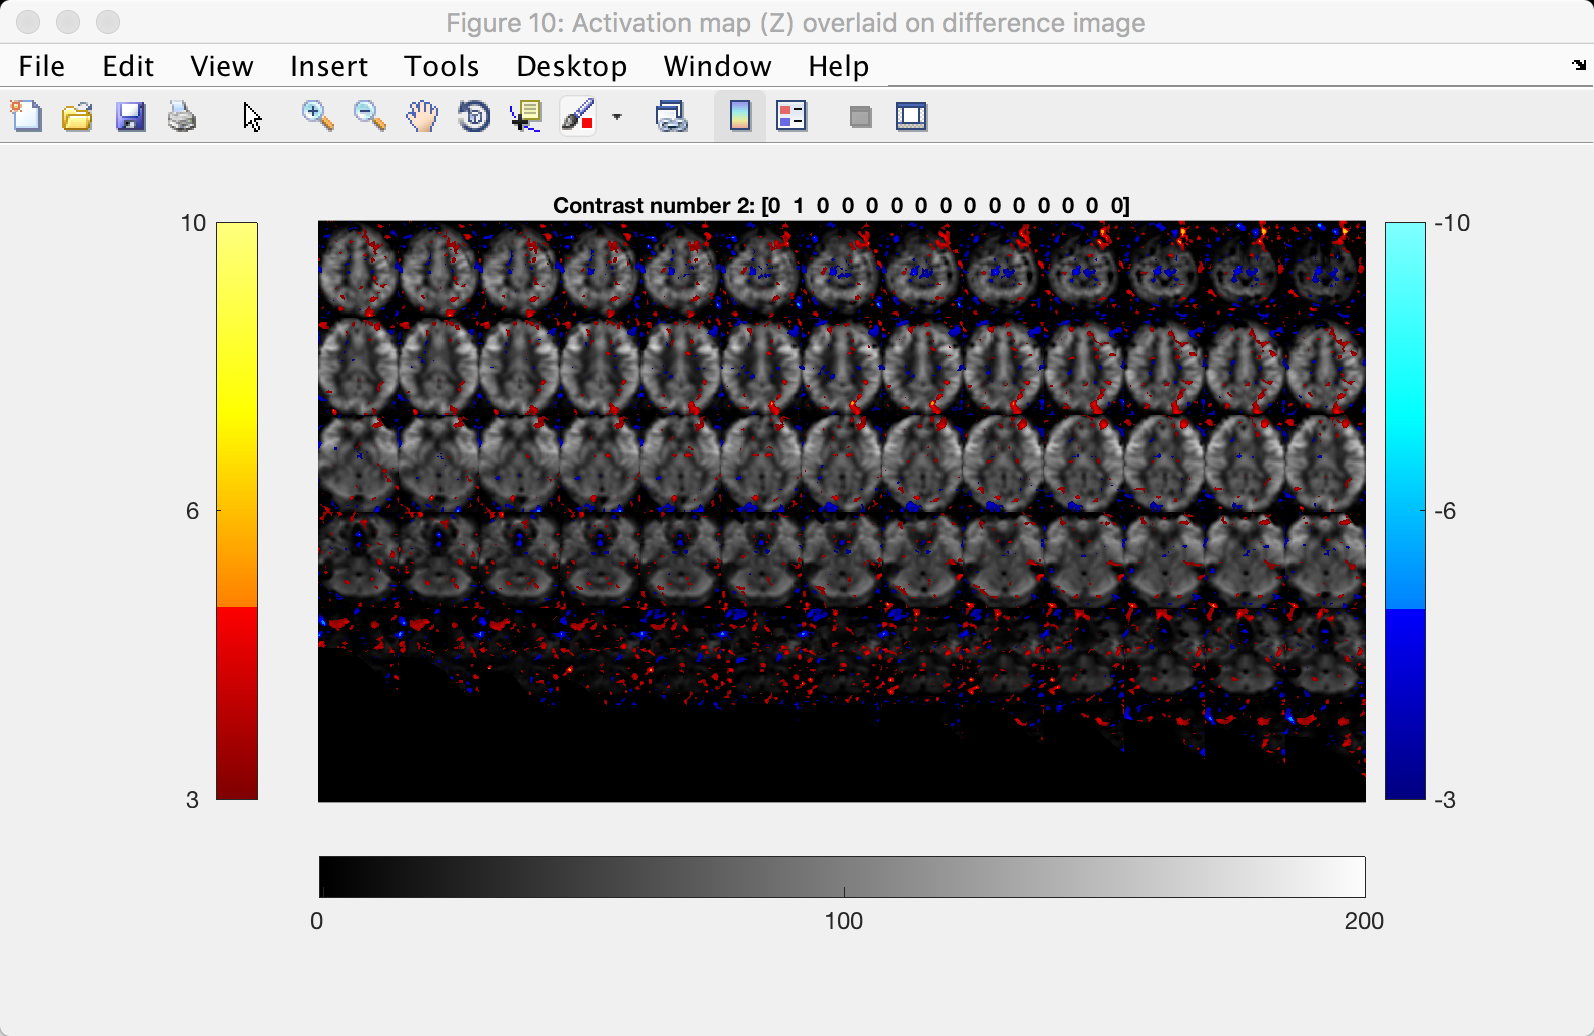 Figure 10: Activation map (Z) overlaid on difference image
File Edit View Insert Tools Desktop Window Help
Contrast number 2: [0 1 0 0 0 0 0 0 0 0 0 0 0 0 0]
10
6
3
-10
-6
-3
0 100 200